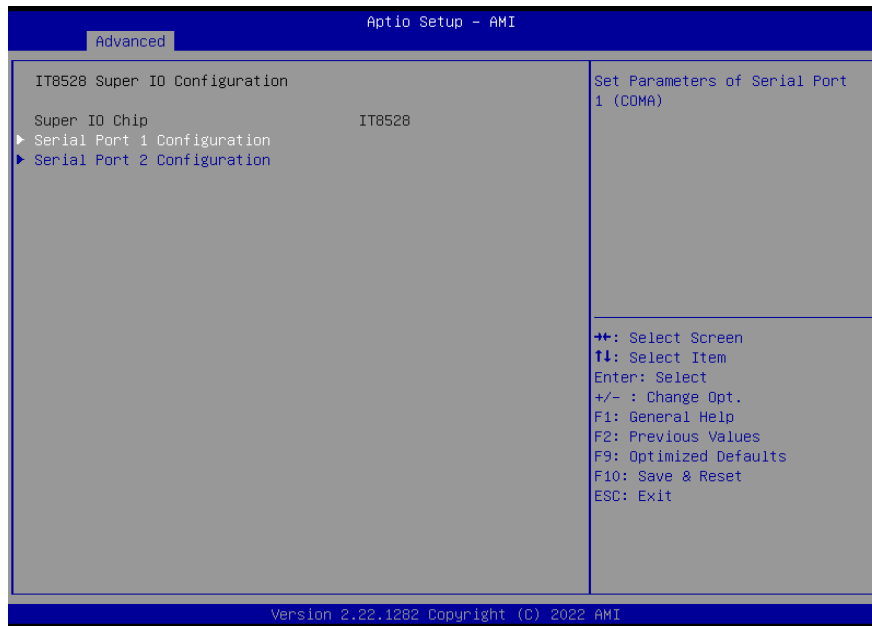 Aptio Setup - AMI
Advanced
IT8528 Super IO Configuration
Super IO Chip IT8528
▶ Serial Port 1 Configuration
▶ Serial Port 2 Configuration
Set Parameters of Serial Port
1 (COMA)
→←: Select Screen
↑↓: Select Item
Enter: Select
+/- : Change Opt.
F1: General Help
F2: Previous Values
F9: Optimized Defaults
F10: Save & Reset
ESC: Exit
Version 2.22.1282 Copyright (C) 2022 AMI